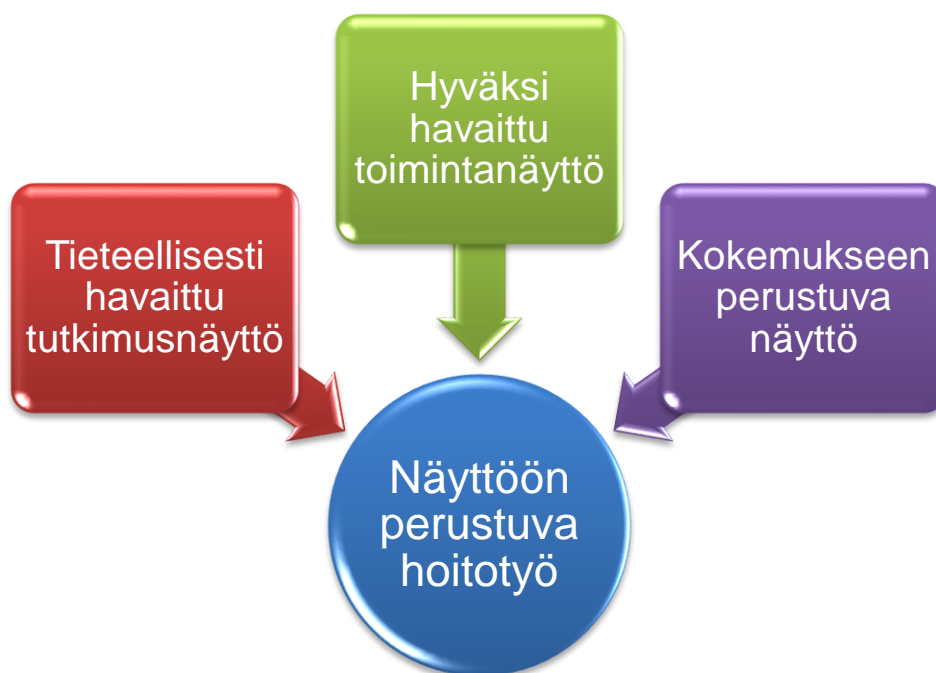 Hyväksi
havaittu
toimintanäyttö
Tieteellisesti
havaittu
tutkimusnäyttö
Kokemukseen
perustuva
näyttö
Näyttöön
perustuva
hoitotyö